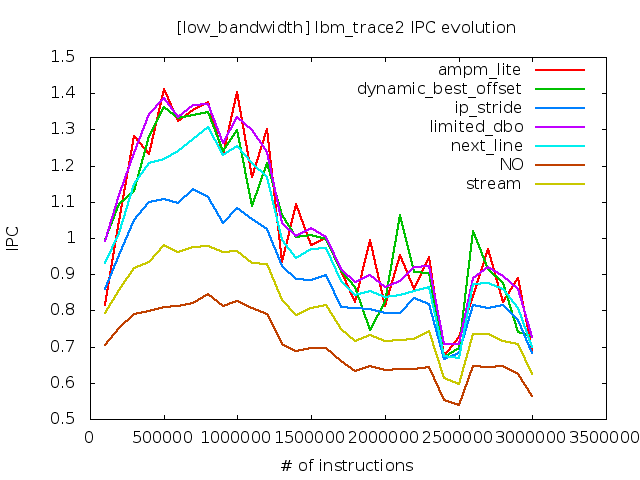 [low_bandwidth] lbm_trace2 IPC evolution
1.5
1.4
1.3
1.2
1.1
1
0.9
0.8
0.7
0.6
0.5
IPC
ampm_lite
dynamic_best_offset
ip_stride
limited_dbo
next_line
NO
stream
0 500000 1000000 1500000 2000000 2500000 3000000 3500000
# of instructions